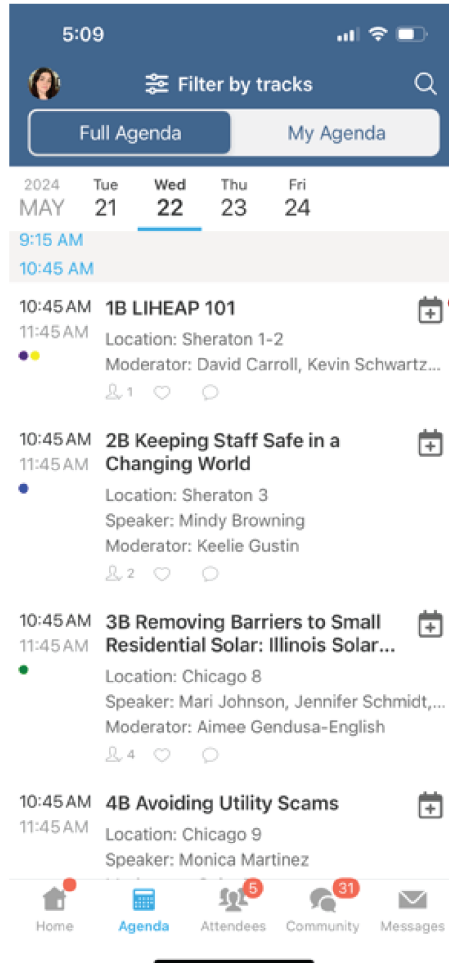 5:09
Filter by tracks
Full Agenda My Agenda
2024 Tue Wed Thu Fri
MAY 21 22 23 24
9:15 AM
10:45 AM
10:45 AM 1B LIHEAP 101
11:45 AM Location: Sheraton 1-2
Moderator: David Carroll, Kevin Schwartz...
1
10:45 AM 2B Keeping Staff Safe in a
11:45 AM Changing World
Location: Sheraton 3
Speaker: Mindy Browning
Moderator: Keelie Gustin
2
10:45 AM 3B Removing Barriers to Small
11:45 AM Residential Solar: Illinois Solar...
Location: Chicago 8
Speaker: Mari Johnson, Jennifer Schmidt,...
Moderator: Aimee Gendusa-English
4
10:45 AM 4B Avoiding Utility Scams
11:45 AM Location: Chicago 9
Speaker: Monica Martinez
5 31
Home Agenda Attendees Community Messages